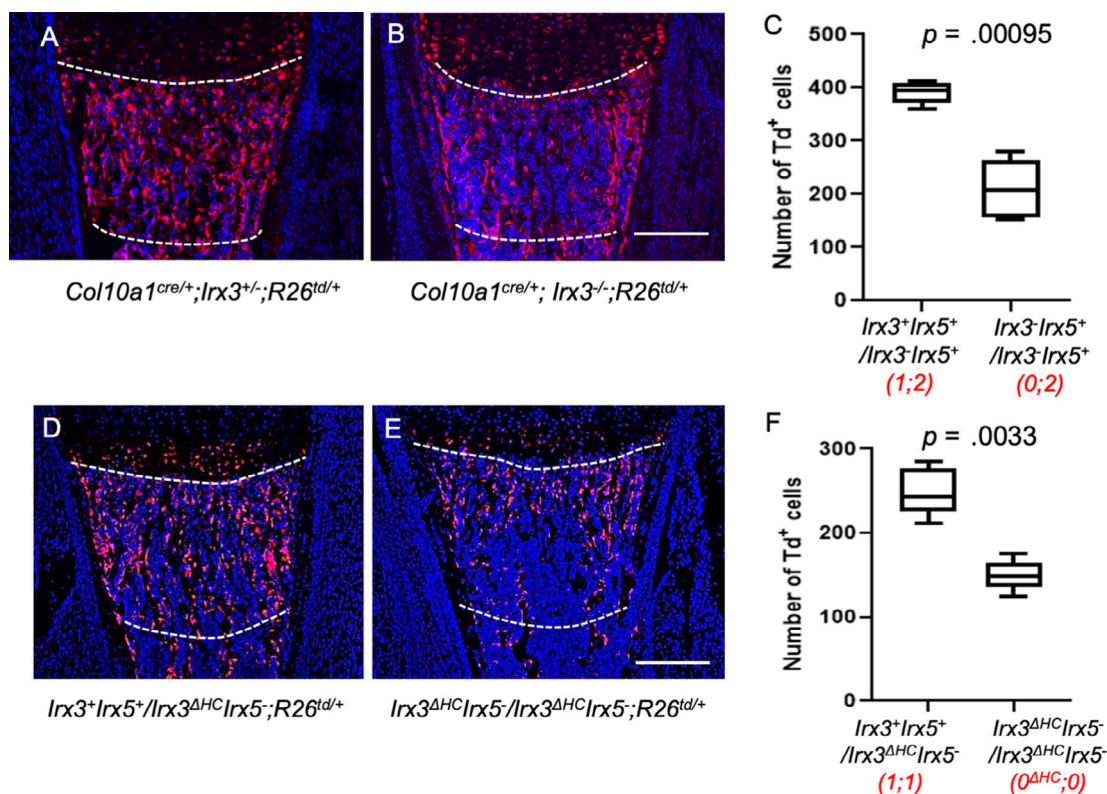 A
B
Col10a1cre/+;Irx3+/-;R26td/+
Col10a1cre/+; Irx3-/-;R26td/+
C
p = .00095
Number of Td+ cells
500
400
300
200
100
0
Irx3+Irx5+
/Irx3-Irx5+
(1;2)
Irx3-Irx5+
/Irx3-Irx5+
(0;2)
D
E
Irx3+Irx5+/Irx3ΔHCIrx5-;R26td/+
Irx3ΔHCIrx5-/Irx3ΔHCIrx5-;R26td/+
F
p = .0033
Number of Td+ cells
300
200
100
0
Irx3+Irx5+
/Irx3ΔHCIrx5-
(1;1)
Irx3ΔHCIrx5-
/Irx3ΔHCIrx5-
(0ΔHC;0)